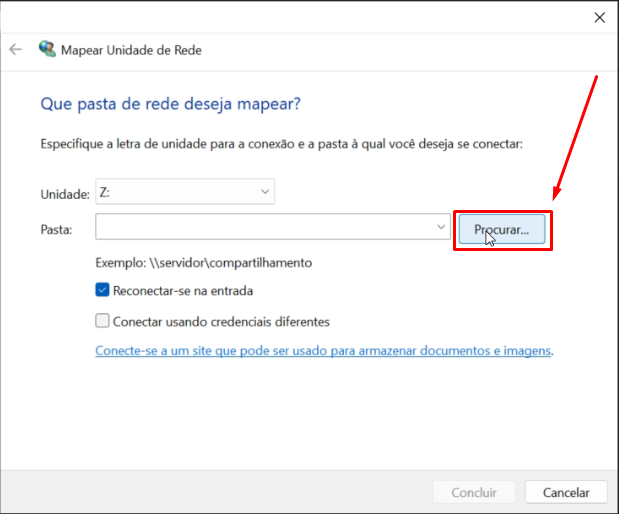 Mapear Unidade de Rede
Que pasta de rede deseja mapear?
Especifique a letra de unidade para a conexão e a pasta à qual você deseja se conectar:
Unidade: Z:
Pasta: Procurar...
Exemplo: \\servidor\compartilhamento
Reconectar-se na entrada
Conectar usando credenciais diferentes
Conecte-se a um site que pode ser usado para armazenar documentos e imagens.
Concluir Cancelar